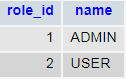 role_id name
1 ADMIN
2 USER